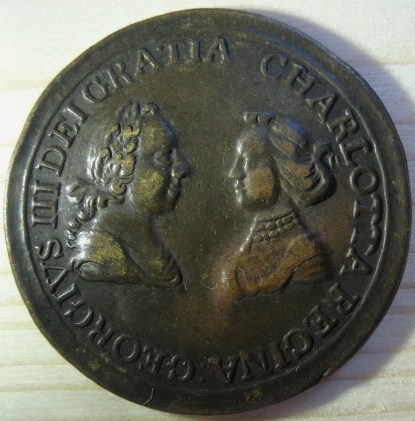 GEORGIVS III DEI GRATIA CHARLOTTA REGINA